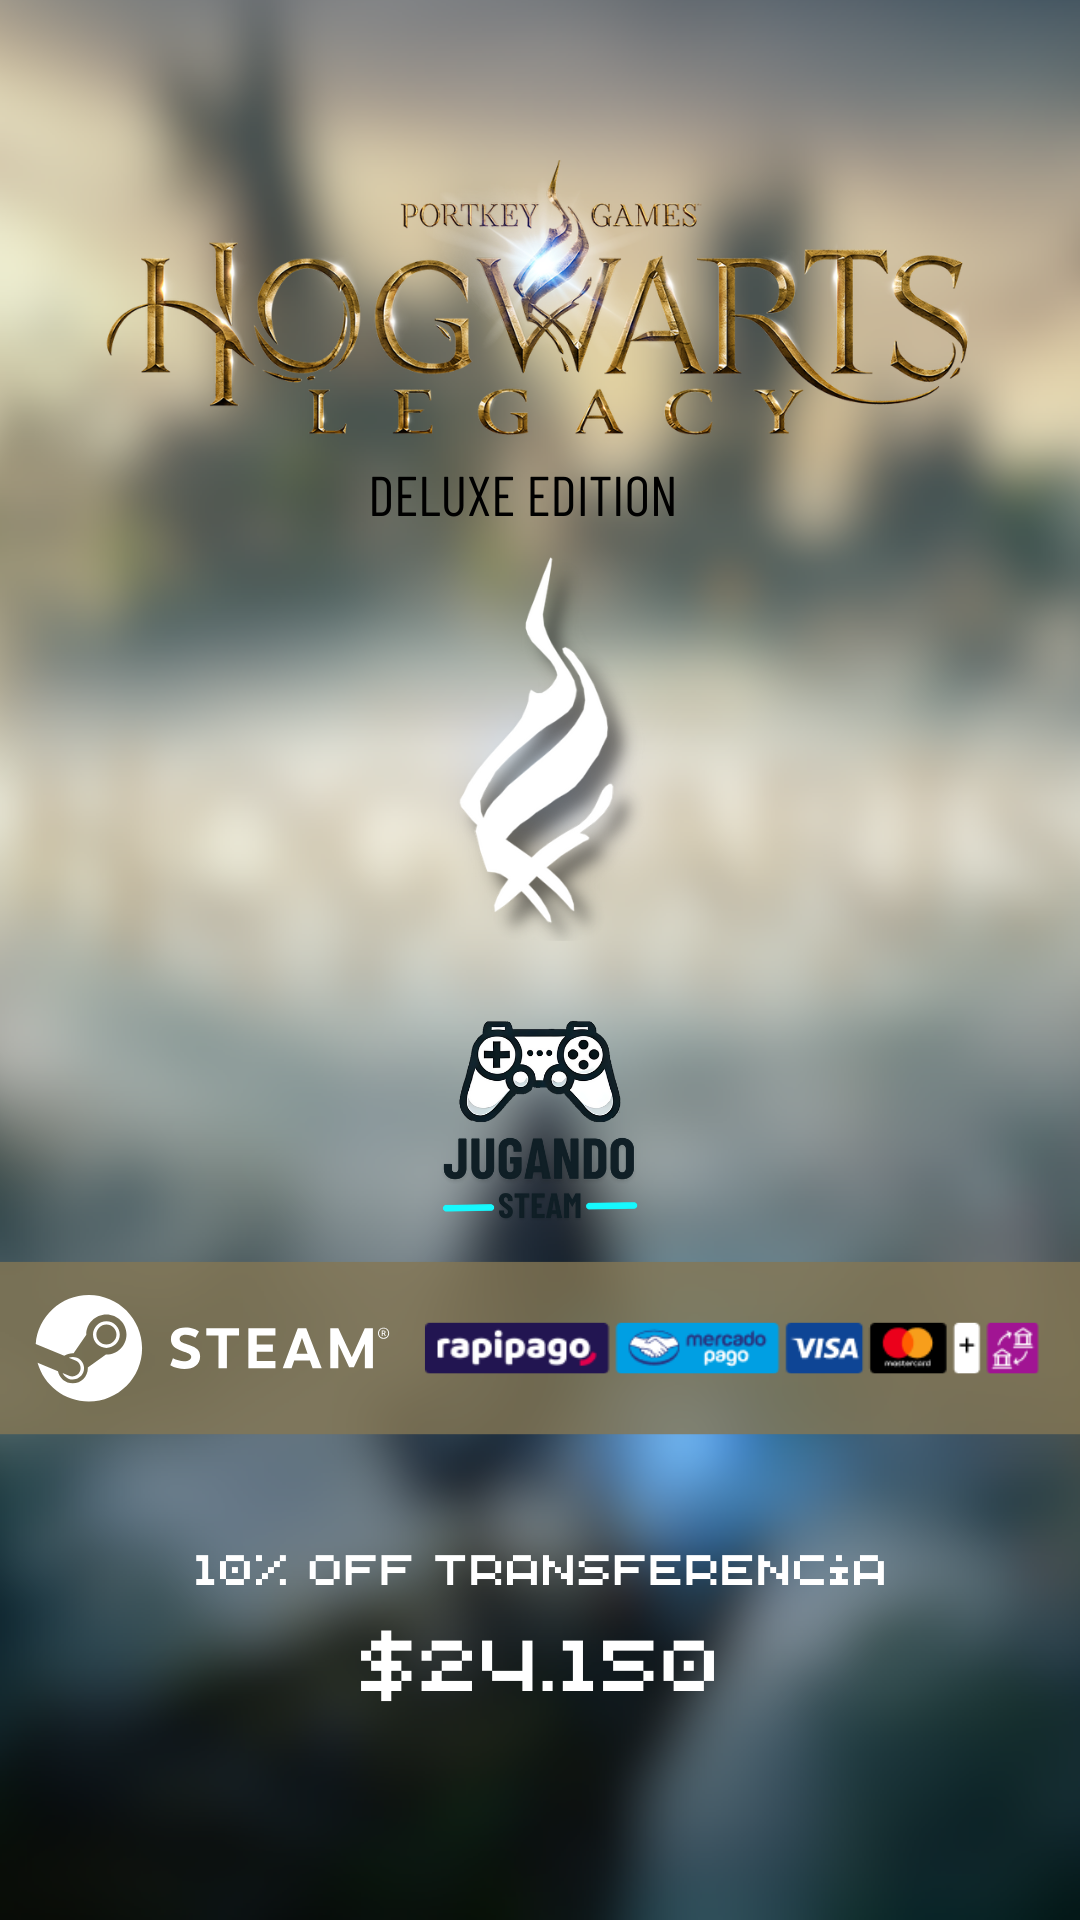 PORTKEY GAMES
HOGWARTS
LEGACY
DELUXE EDITION
JUGANDO
STEAM
STEAM®
rapipago
mercado
pago
VISA
mastercard
+
10% OFF TRANSFERENCiA
$24.150